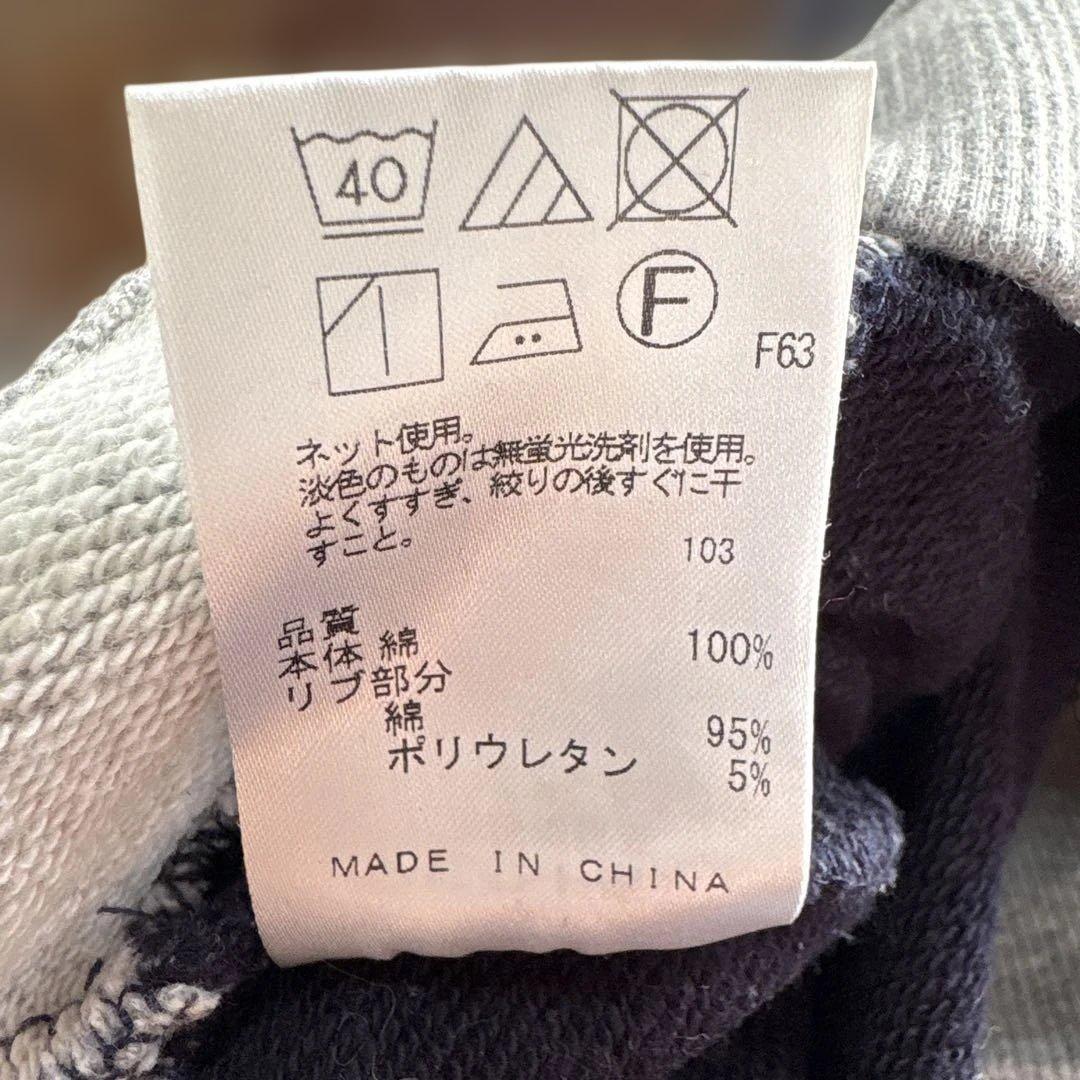 40
F
F63
ネット使用。
淡色のものは無蛍光洗剤を使用。
よくすすぎ、絞りの後すぐに干
すこと。
103
品質
本体 綿 100%
リブ部分
綿 95%
ポリウレタン 5%
MADE IN CHINA